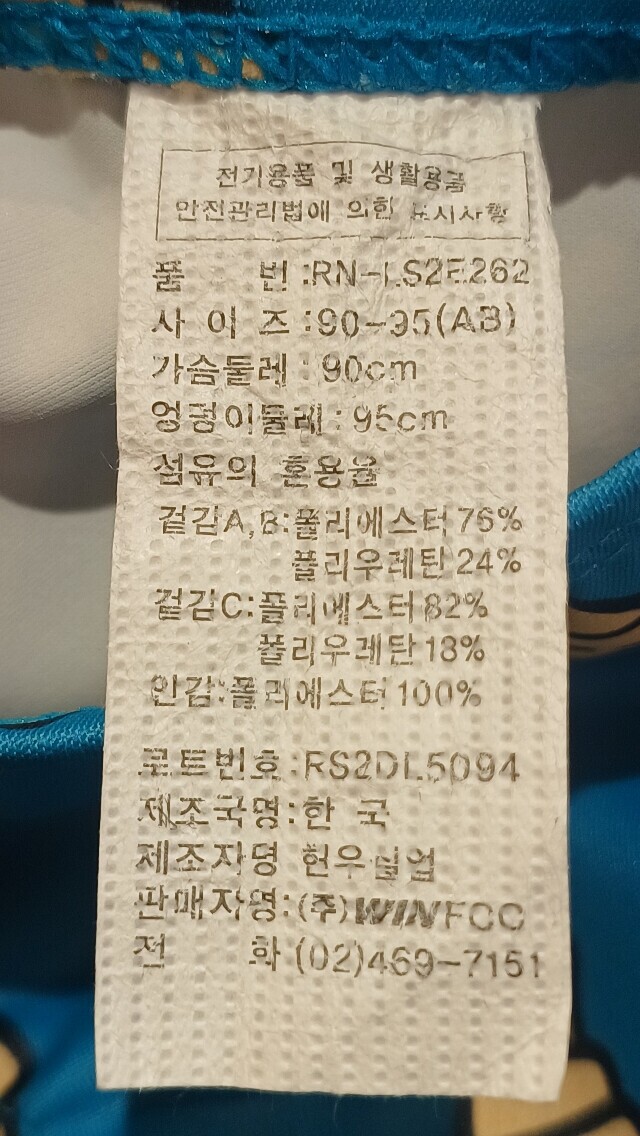 전기용품 및 생활용품
안전관리법에 의한 표시사항
품 번 :RN-LS2E262
사 이 즈 :90-95(AB)
가슴둘레 : 90cm
엉덩이둘레 : 95cm
섬유의 혼용율
겉감A,B:폴리에스터 76%
폴리우레탄 24%
겉감C:폴리에스터 82%
폴리우레탄 18%
안감:폴리에스터 100%
로트번호 :RS2DL5094
제조국명:한 국
제조자명 현우실업
판매자명:(주)WINFCC
전 화 (02)469-7151